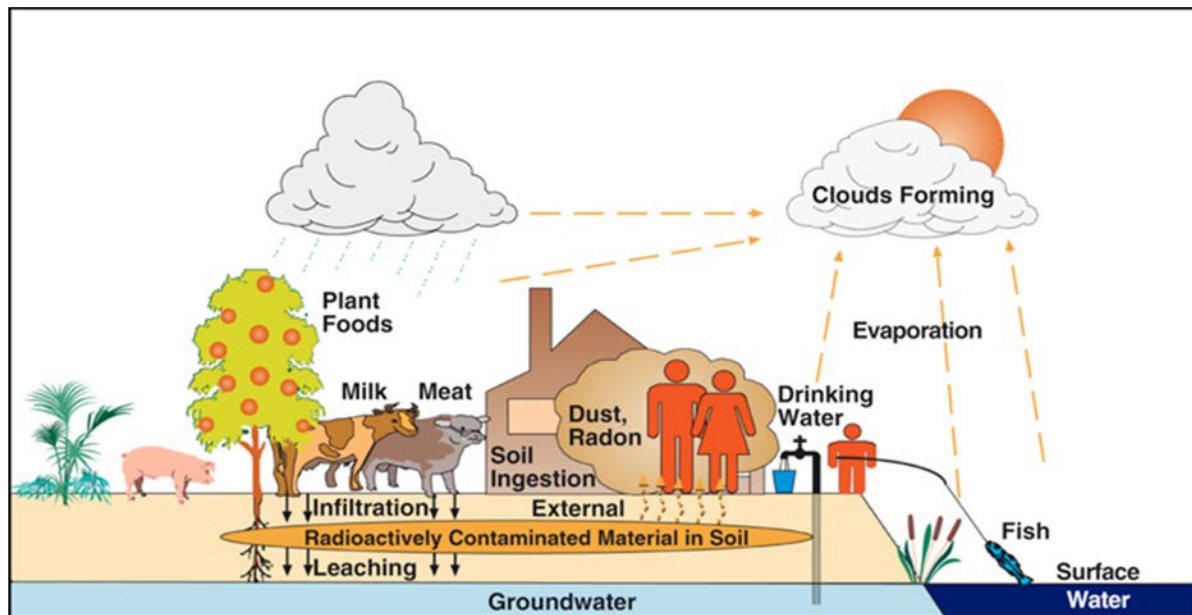 Clouds Forming
Plant
Foods
Evaporation
Milk
Meat
Dust,
Radon
Drinking
Water
Soil
Ingestion
Infiltration
External
Radioactively Contaminated Material in Soil
Leaching
Fish
Surface
Water
Groundwater